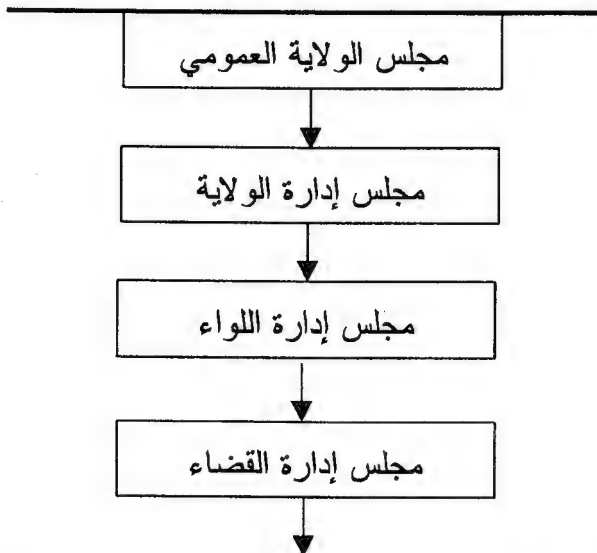 مجلس الولاية العمومي
مجلس إدارة الولاية
مجلس إدارة اللواء
مجلس إدارة القضاء